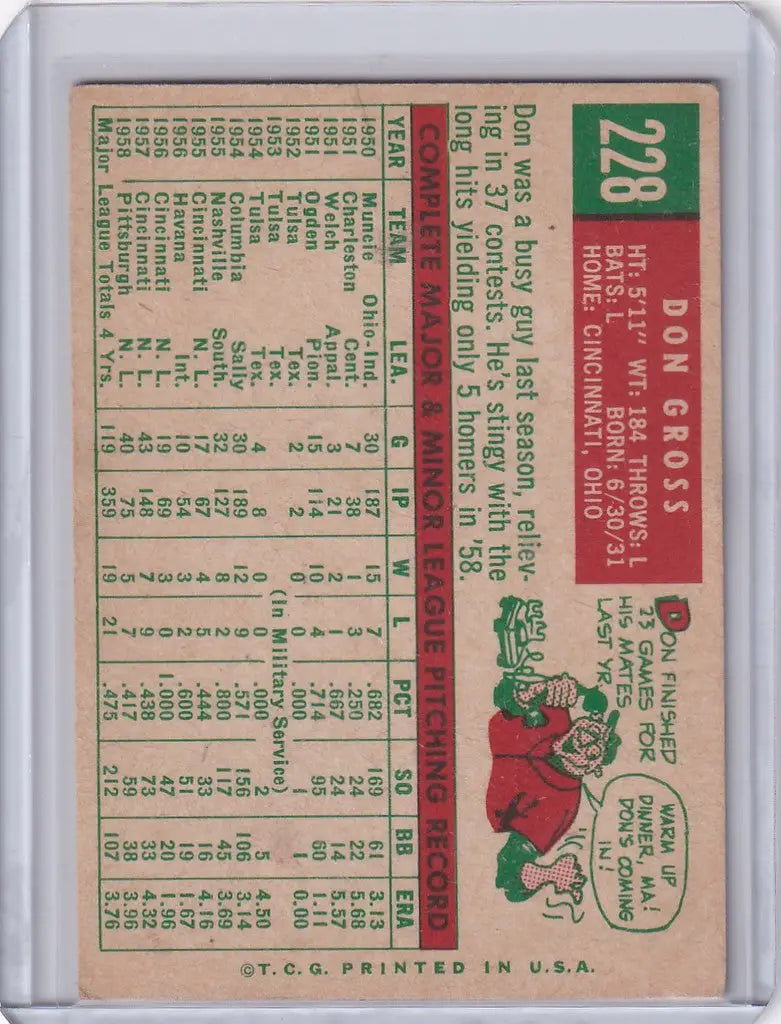 228
DON GROSS
HT: 5'11" WT: 184 THROWS: L
BATS: L BORN: 6/30/31
HOME: CINCINNATI, OHIO
Don was a busy guy last season, reliev-
ing in 37 contests. He's stingy with the
long hits yielding only 5 homers in '58.
DON FINISHED
23 GAMES FOR
HIS MATES
LAST YR.
WARM UP
DINNER, MA!
DON'S COMING
IN!
COMPLETE MAJOR & MINOR LEAGUE PITCHING RECORD
YEAR TEAM LEA. G IP W L PCT SO BB ERA
1950 Muncie Ohio-Ind. 30 187 15 7 .682 169 61 3.13
1951 Charleston Cent. 7 38 1 3 .250 24 22 5.68
1951 Welch Appal. 3 21 2 1 .667 24 14 5.57
1951 Ogden Pion. 15 114 10 4 .714 95 60 1.11
1952 Tulsa Tex. 2 2 0 0 .000 1 1 0.00
1953 Tulsa (In Military Service)
1954 Tulsa Tex. 4 8 0 0 .000 2 5 4.50
1954 Columbia Sally 30 189 12 9 .571 156 106 3.14
1955 Nashville South. 32 127 8 2 .800 117 45 3.69
1955 Cincinnati N. L. 17 67 4 5 .444 33 16 4.16
1956 Havana Int. 10 54 3 2 .600 51 19 1.67
1956 Cincinnati N. L. 19 69 3 0 1.000 47 20 1.96
1957 Cincinnati N. L. 43 148 7 9 .438 73 33 4.32
1958 Pittsburgh N. L. 40 75 5 7 .417 59 38 3.96
Major League Totals 4 Yrs. 119 359 19 21 .475 212 107 3.76
©T.C.G. PRINTED IN U.S.A.